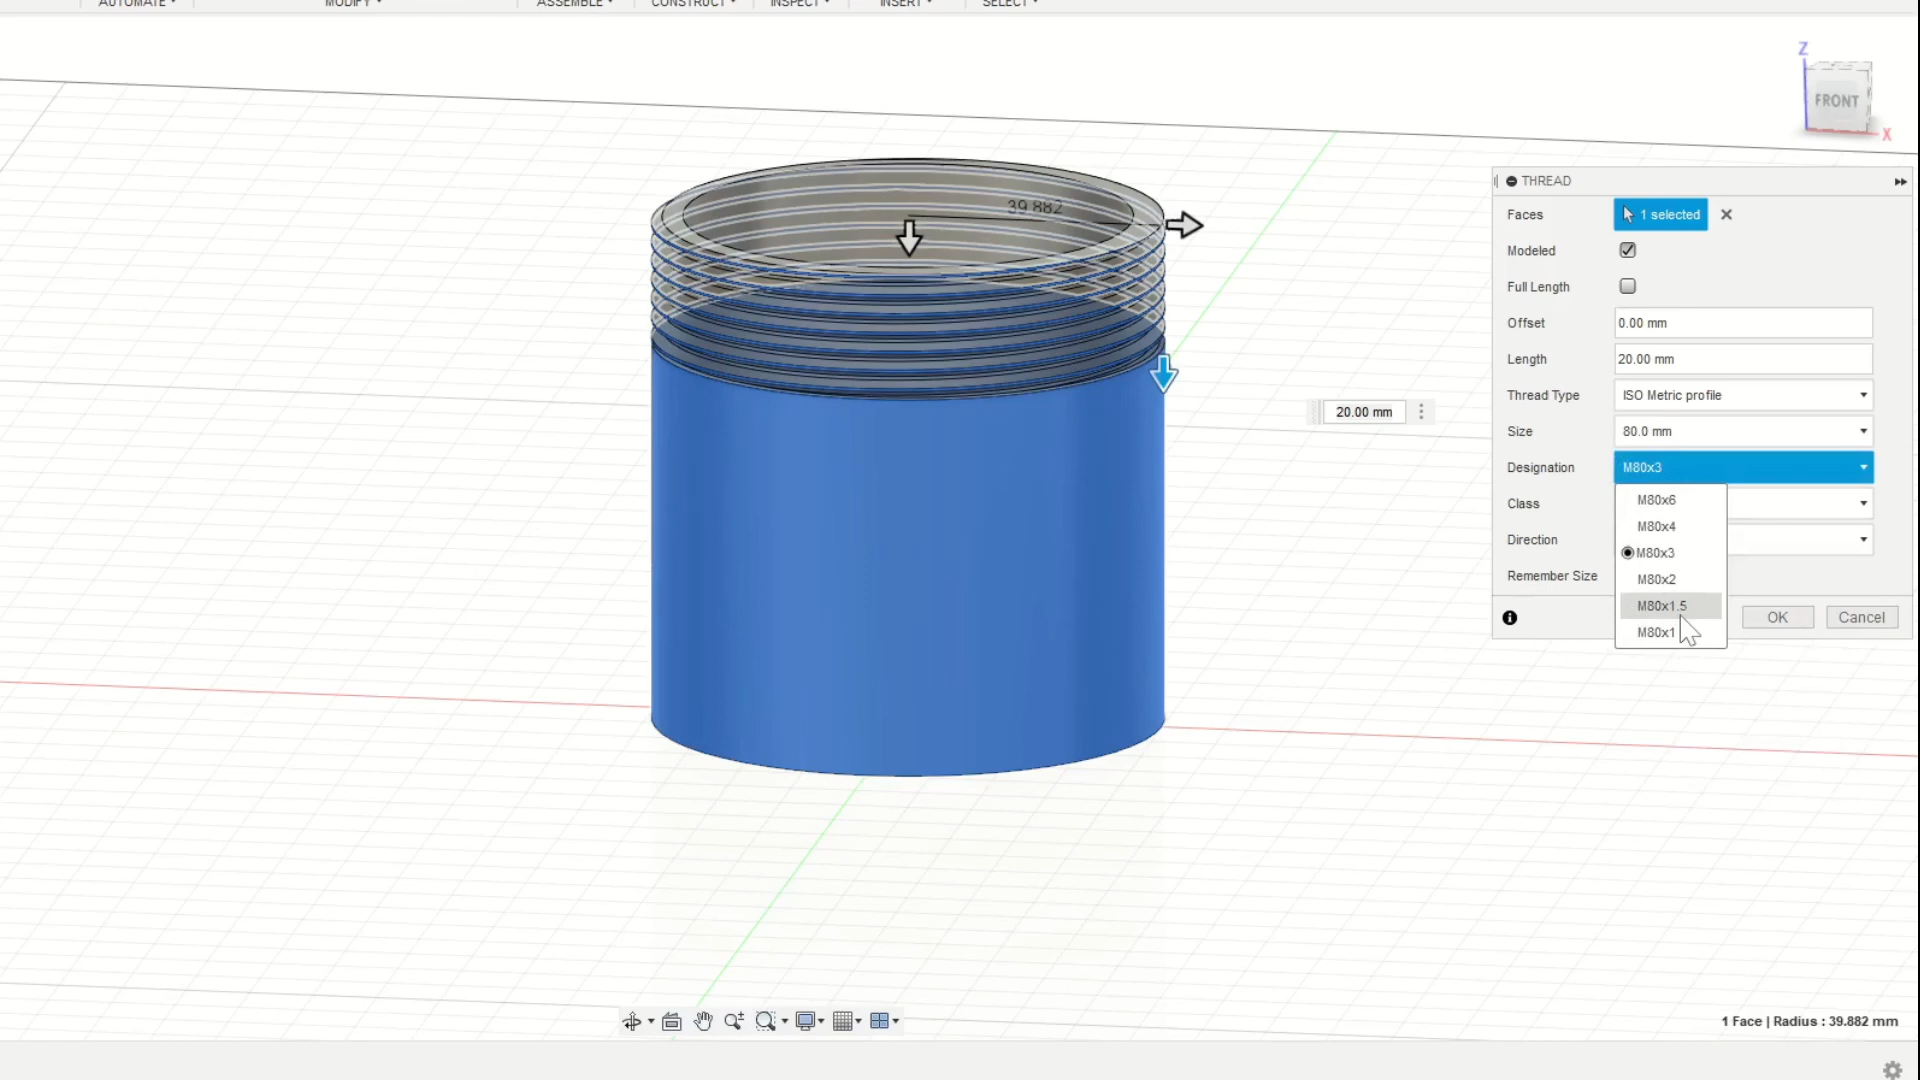 AUTOMATE MODIFY ASSEMBLE CONSTRUCT INSPECT INSERT SELECT
Z
FRONT
X
39.882
20.00 mm
THREAD
Faces 1 selected
Modeled
Full Length
Offset 0.00 mm
Length 20.00 mm
Thread Type ISO Metric profile
Size 80.0 mm
Designation M80x3
Class
Direction
Remember Size
M80x6
M80x4
M80x3
M80x2
M80x1.5
M80x1
OK Cancel
1 Face | Radius : 39.882 mm